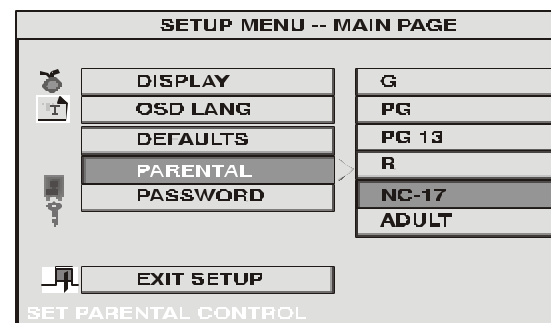 SETUP MENU -- MAIN PAGE
DISPLAY
OSD LANG
DEFAULTS
PARENTAL
PASSWORD
EXIT SETUP
G
PG
PG 13
R
NC-17
ADULT
SET PARENTAL CONTROL